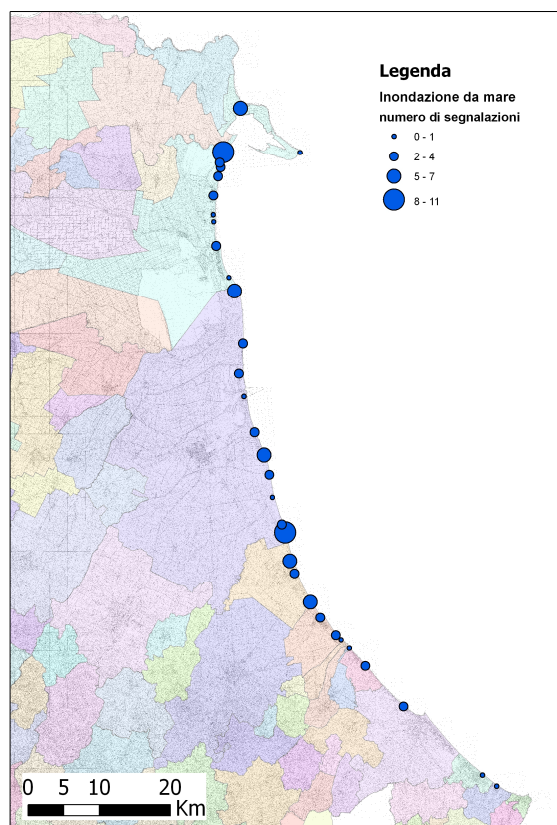 Legenda
Inondazione da mare
numero di segnalazioni
0 - 1
2 - 4
5 - 7
8 - 11
0 5 10 20
Km